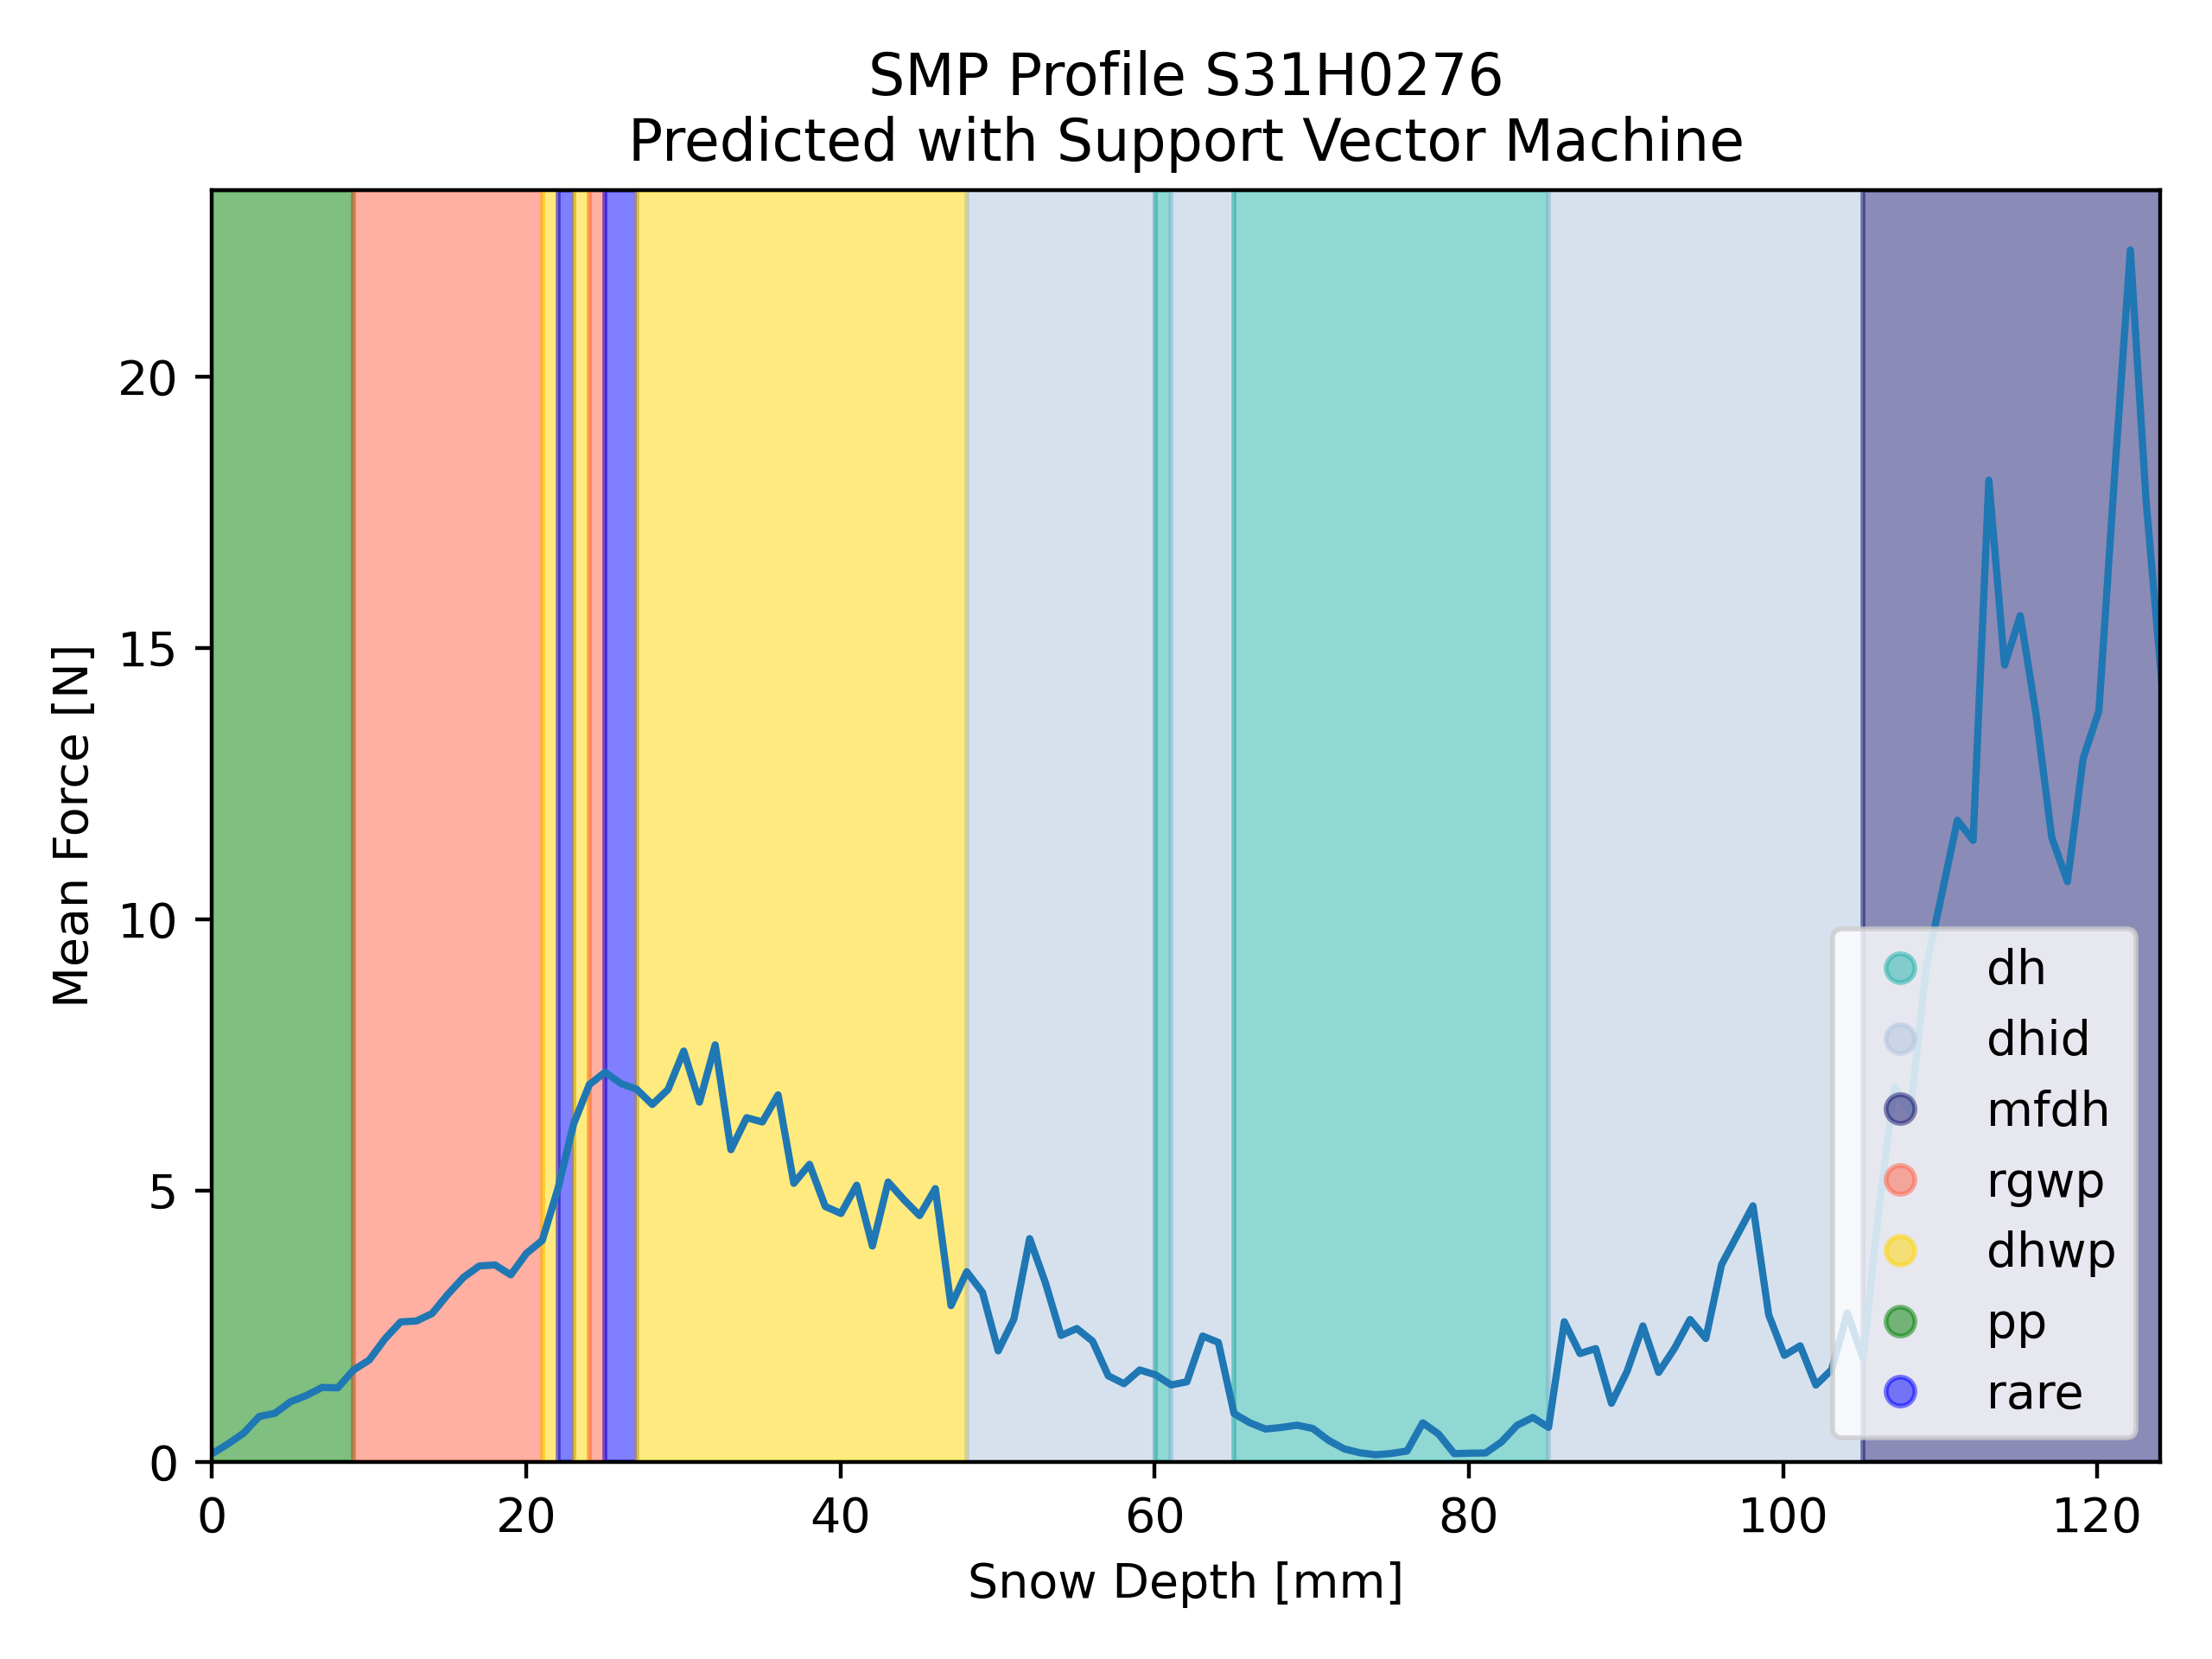 SMP Profile S31H0276
Predicted with Support Vector Machine
Mean Force [N]
20
15
10
5
0
0 20 40 60 80 100 120
Snow Depth [mm]
dh
dhid
mfdh
rgwp
dhwp
pp
rare